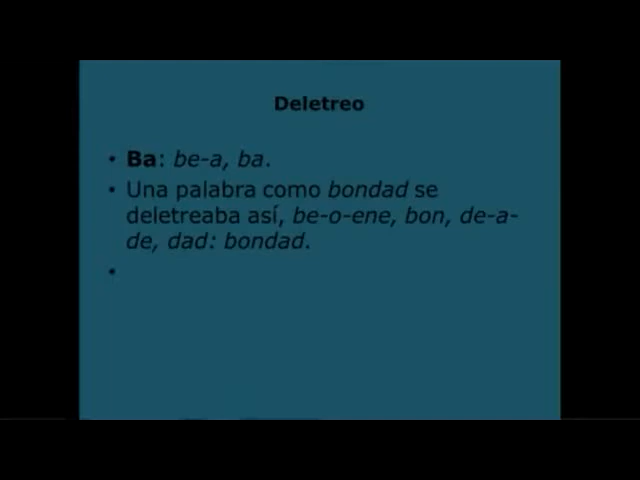 Deletreo
• Ba: be-a, ba.
• Una palabra como bondad se
deletreaba así, be-o-ene, bon, de-a-
de, dad: bondad.
•